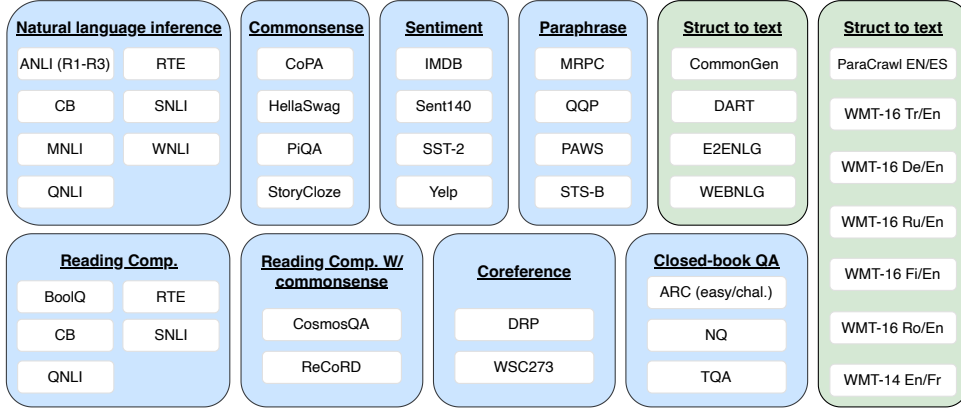 Natural language inference
ANLI (R1-R3)
RTE
CB
SNLI
MNLI
WNLI
QNLI
Commonsense
CoPA
HellaSwag
PiQA
StoryCloze
Sentiment
IMDB
Sent140
SST-2
Yelp
Paraphrase
MRPC
QQP
PAWS
STS-B
Struct to text
CommonGen
DART
E2ENLG
WEBNLG
Struct to text
ParaCrawl EN/ES
WMT-16 Tr/En
WMT-16 De/En
WMT-16 Ru/En
WMT-16 Fi/En
WMT-16 Ro/En
WMT-14 En/Fr
Reading Comp.
BoolQ
RTE
CB
SNLI
QNLI
Reading Comp. W/
commonsense
CosmosQA
ReCoRD
Coreference
DRP
WSC273
Closed-book QA
ARC (easy/chal.)
NQ
TQA